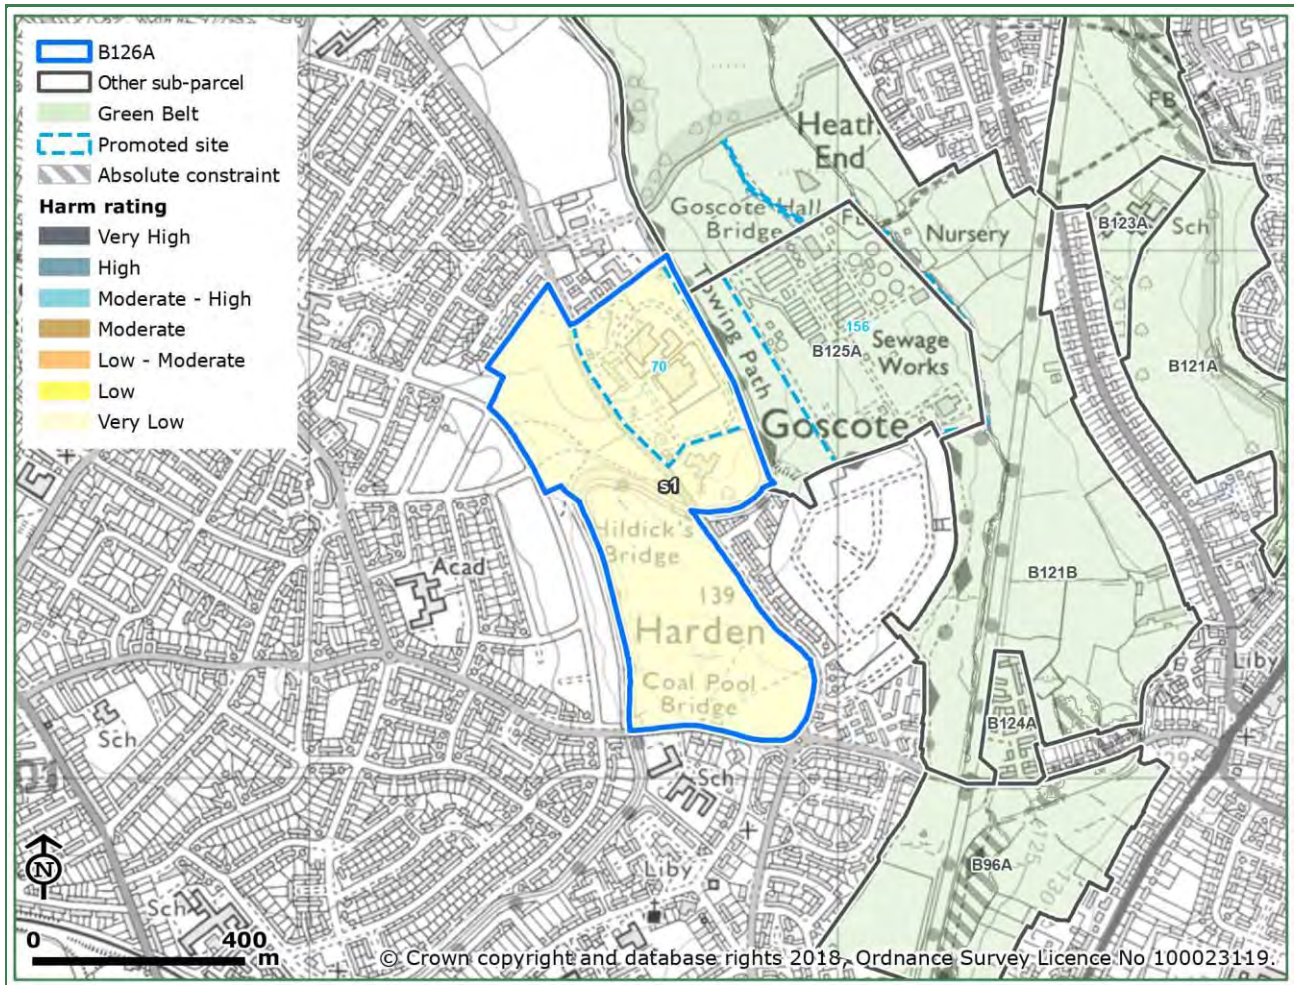 B126A
Other sub-parcel
Green Belt
Promoted site
Absolute constraint
Harm rating
Very High
High
Moderate - High
Moderate
Low - Moderate
Low
Very Low
Heath
End
FB
Goscote Hall
Bridge
Nursery
B123A
Sch
Towing Path
156
B125A
Sewage
Works
70
B121A
Goscote
s1
Hildick's
Bridge
Acad
139
Harden
B121B
Coal Pool
Bridge
Liby
B124A
Sch
Sch
Liby
B96A
125
130
Sch
N
0 400
m
© Crown copyright and database rights 2018, Ordnance Survey Licence No 100023119.